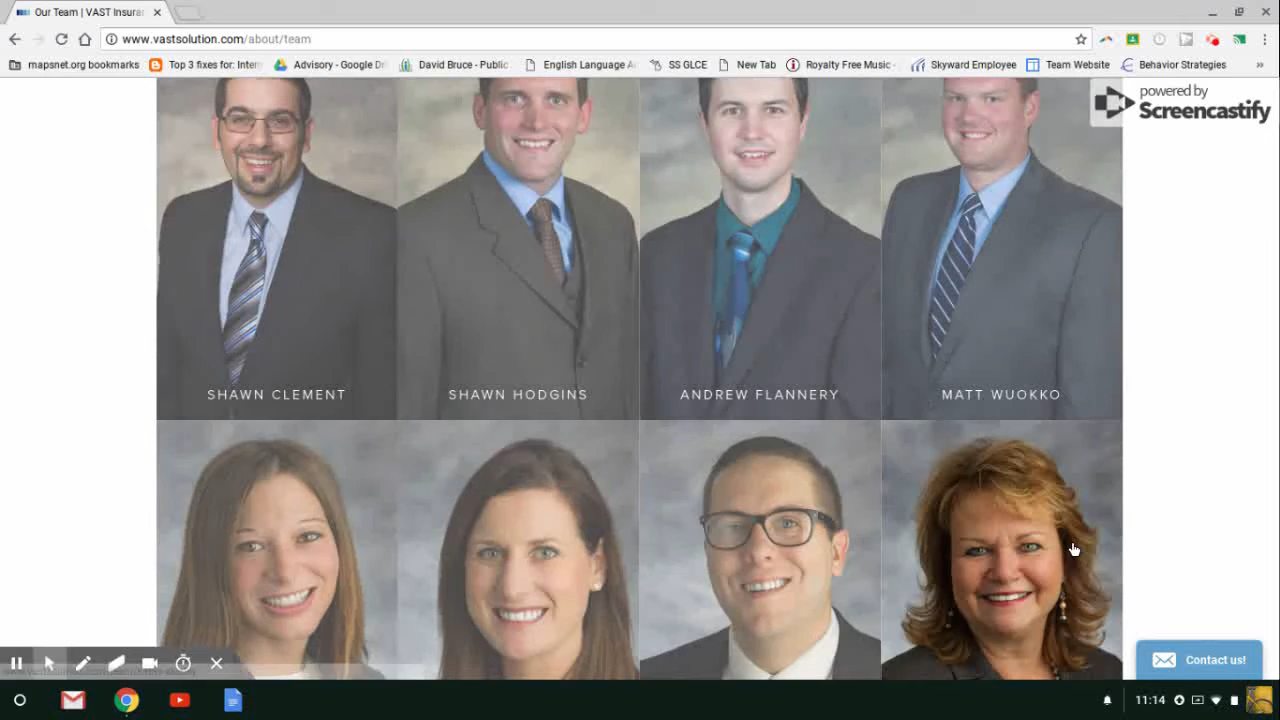 Our Team | VAST Insura
www.vastsolution.com/about/team
mapsnet.org bookmarks Top 3 fixes for: Inter Advisory - Google Dr David Bruce - Public English Language A SS GLCE New Tab Royalty Free Music - Skyward Employee Team Website Behavior Strategies »
powered by
Screencastify
SHAWN CLEMENT SHAWN HODGINS ANDREW FLANNERY MATT WUOKKO
Contact us!
11:14